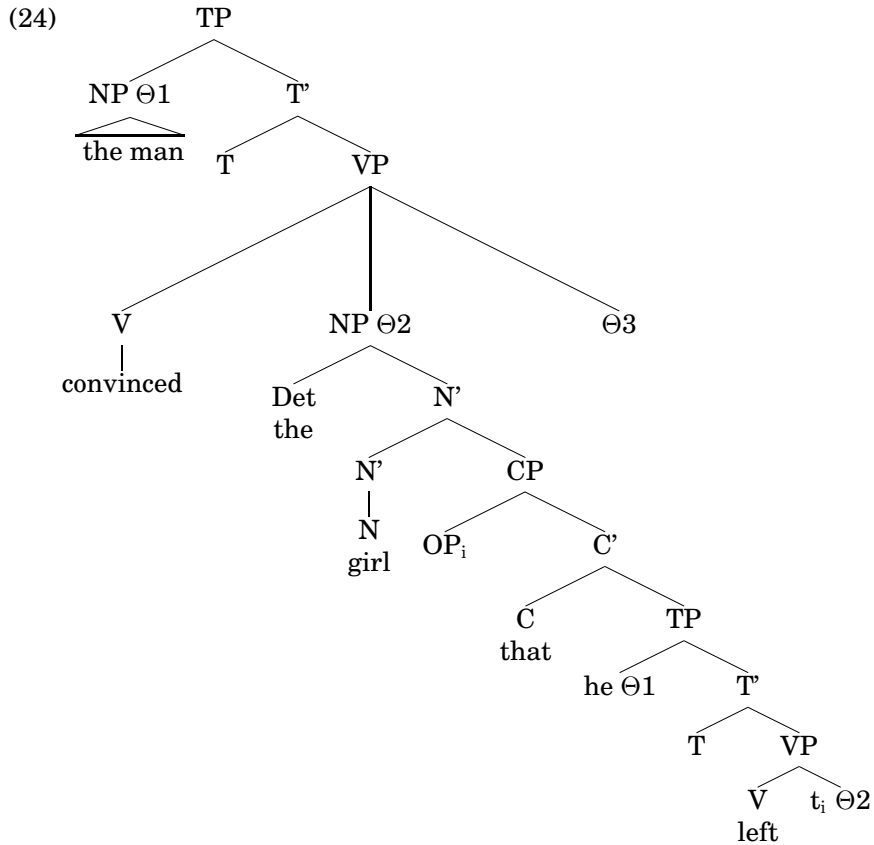 (24) TP
NP Θ1 T’
the man T VP
V NP Θ2 Θ3
convinced Det N’
the
N’ CP
N OPi C’
girl
C TP
that
he Θ1 T’
T VP
V ti Θ2
left